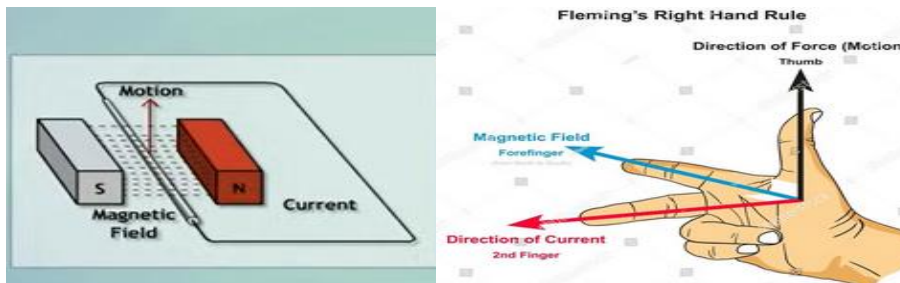 Motion
S
N
Magnetic
Field
Current
Fleming's Right Hand Rule
Direction of Force (Motion
Thumb
Magnetic Field
Forefinger
Direction of Current
2nd Finger